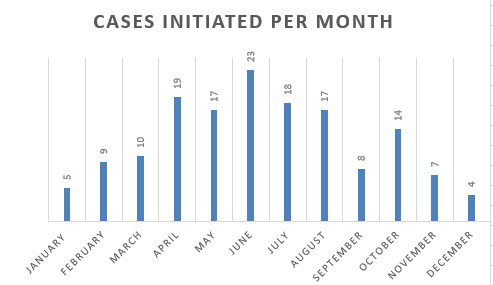 CASES INITIATED PER MONTH
5
9
10
19
17
23
18
17
8
14
7
4
JANUARY
FEBRUARY
MARCH
APRIL
MAY
JUNE
JULY
AUGUST
SEPTEMBER
OCTOBER
NOVEMBER
DECEMBER